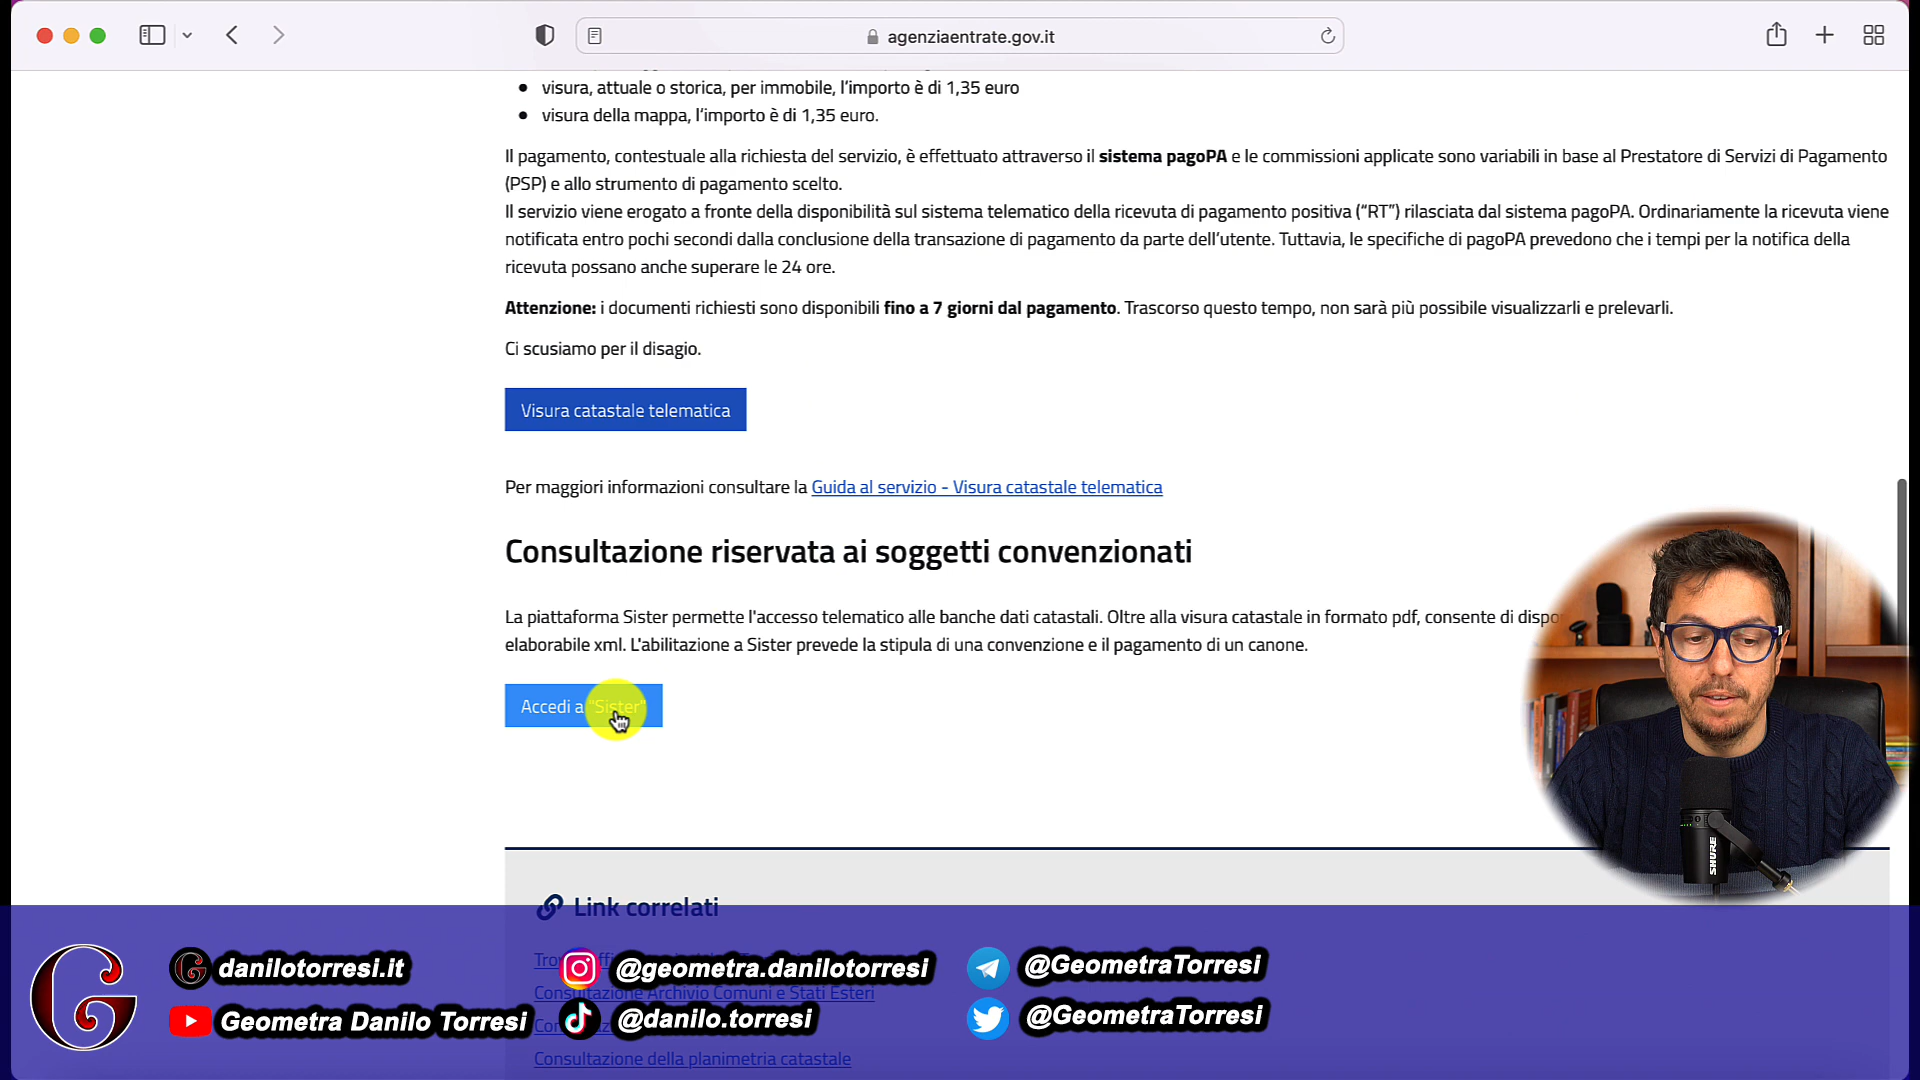 agenziaentrate.gov.it
visura, attuale o storica, per immobile, l'importo è di 1,35 euro
visura della mappa, l'importo è di 1,35 euro.
Il pagamento, contestuale alla richiesta del servizio, è effettuato attraverso il sistema pagoPA e le commissioni applicate sono variabili in base al Prestatore di Servizi di Pagamento
(PSP) e allo strumento di pagamento scelto.
Il servizio viene erogato a fronte della disponibilità sul sistema telematico della ricevuta di pagamento positiva ("RT") rilasciata dal sistema pagoPA. Ordinariamente la ricevuta viene
notificata entro pochi secondi dalla conclusione della transazione di pagamento da parte dell'utente. Tuttavia, le specifiche di pagoPA prevedono che i tempi per la notifica della
ricevuta possano anche superare le 24 ore.
Attenzione: i documenti richiesti sono disponibili fino a 7 giorni dal pagamento. Trascorso questo tempo, non sarà più possibile visualizzarli e prelevarli.
Ci scusiamo per il disagio.
Visura catastale telematica
Per maggiori informazioni consultare la Guida al servizio - Visura catastale telematica
Consultazione riservata ai soggetti convenzionati
La piattaforma Sister permette l'accesso telematico alle banche dati catastali. Oltre alla visura catastale in formato pdf, consente di dispo
elaborabile xml. L'abilitazione a Sister prevede la stipula di una convenzione e il pagamento di un canone.
Accedi a "Sister"
SHURE
Link correlati
Consultazione Archivio Comuni e Stati Esteri
Consultazione della planimetria catastale
danilotorresi.it
@geometra.danilotorresi
@GeometraTorresi
Geometra Danilo Torresi
@danilo.torresi
@GeometraTorresi